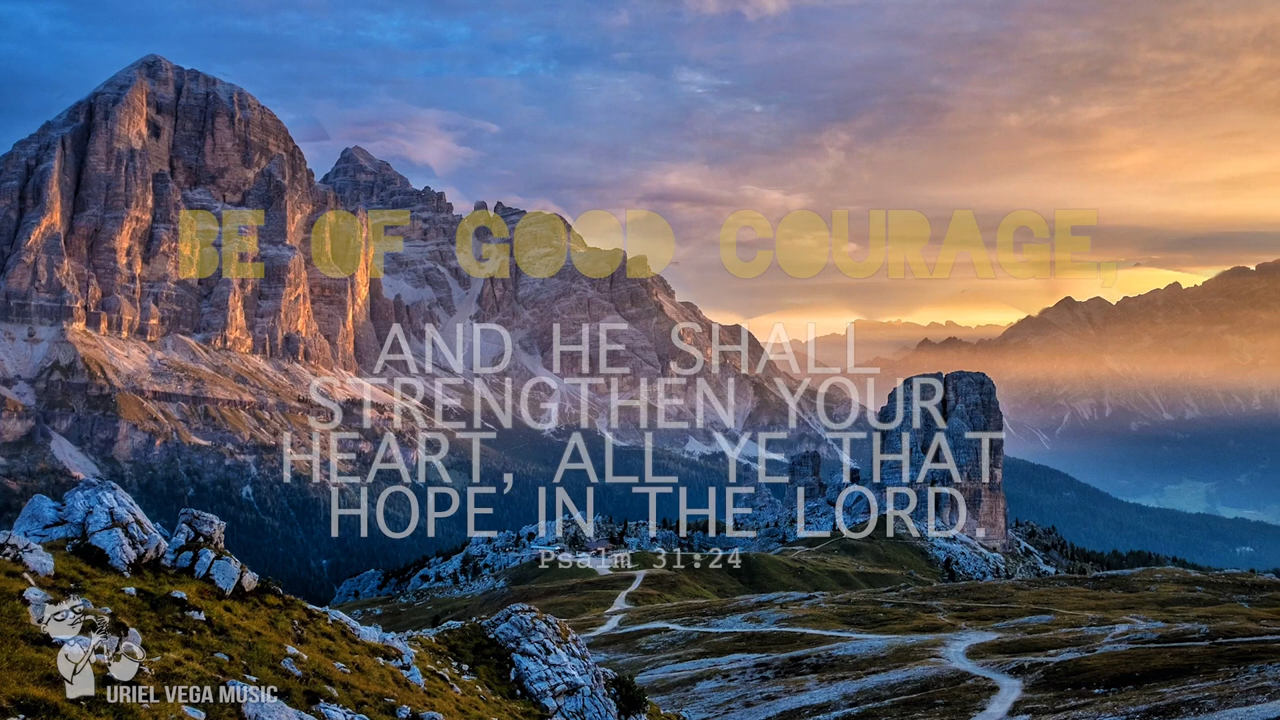 BE OF GOOD COURAGE,
AND HE SHALL
STRENGTHEN YOUR
HEART, ALL YE THAT
HOPE IN THE LORD.
Psalm 31:24
URIEL VEGA MUSIC